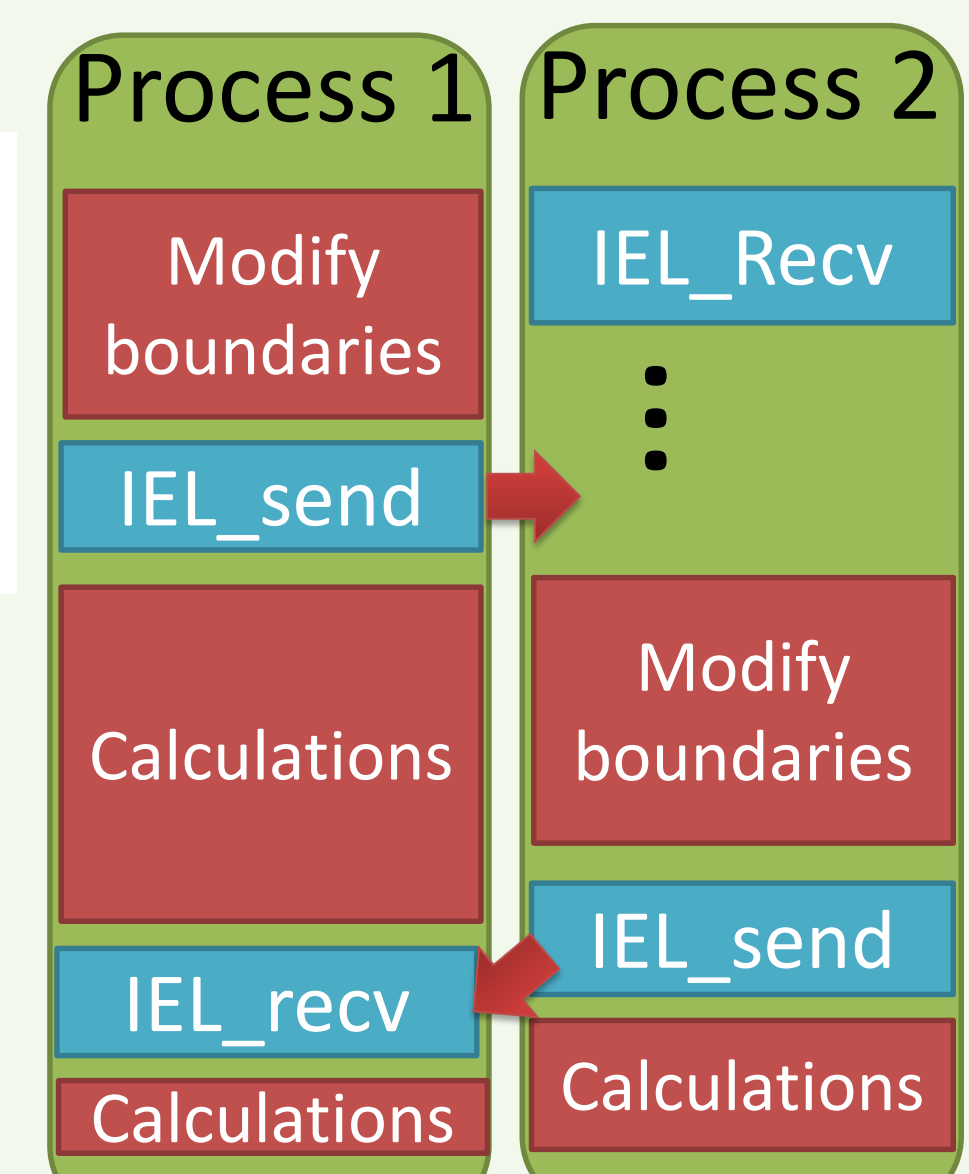 Process 1
Modify
boundaries
IEL_send
Calculations
IEL_recv
Calculations
Process 2
IEL_Recv
Modify
boundaries
IEL_send
Calculations